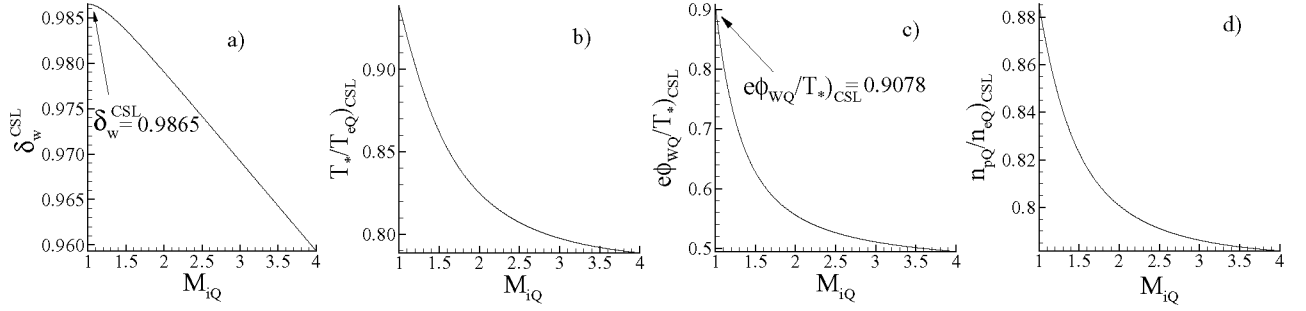 a)
0.985
0.980
0.975
0.970
0.965
0.960
δ_w^CSL
δ_w^CSL = 0.9865
1 1.5 2 2.5 3 3.5 4
M_iQ
b)
0.90
0.85
0.80
T_*/T_eQ)_CSL
1 1.5 2 2.5 3 3.5 4
M_iQ
c)
0.9
0.8
0.7
0.6
0.5
eϕ_WQ/T_*)_CSL
eϕ_WQ/T_*)_CSL = 0.9078
1 1.5 2 2.5 3 3.5 4
M_iQ
d)
0.88
0.86
0.84
0.82
0.8
n_pQ/n_eQ)_CSL
1 1.5 2 2.5 3 3.5 4
M_iQ